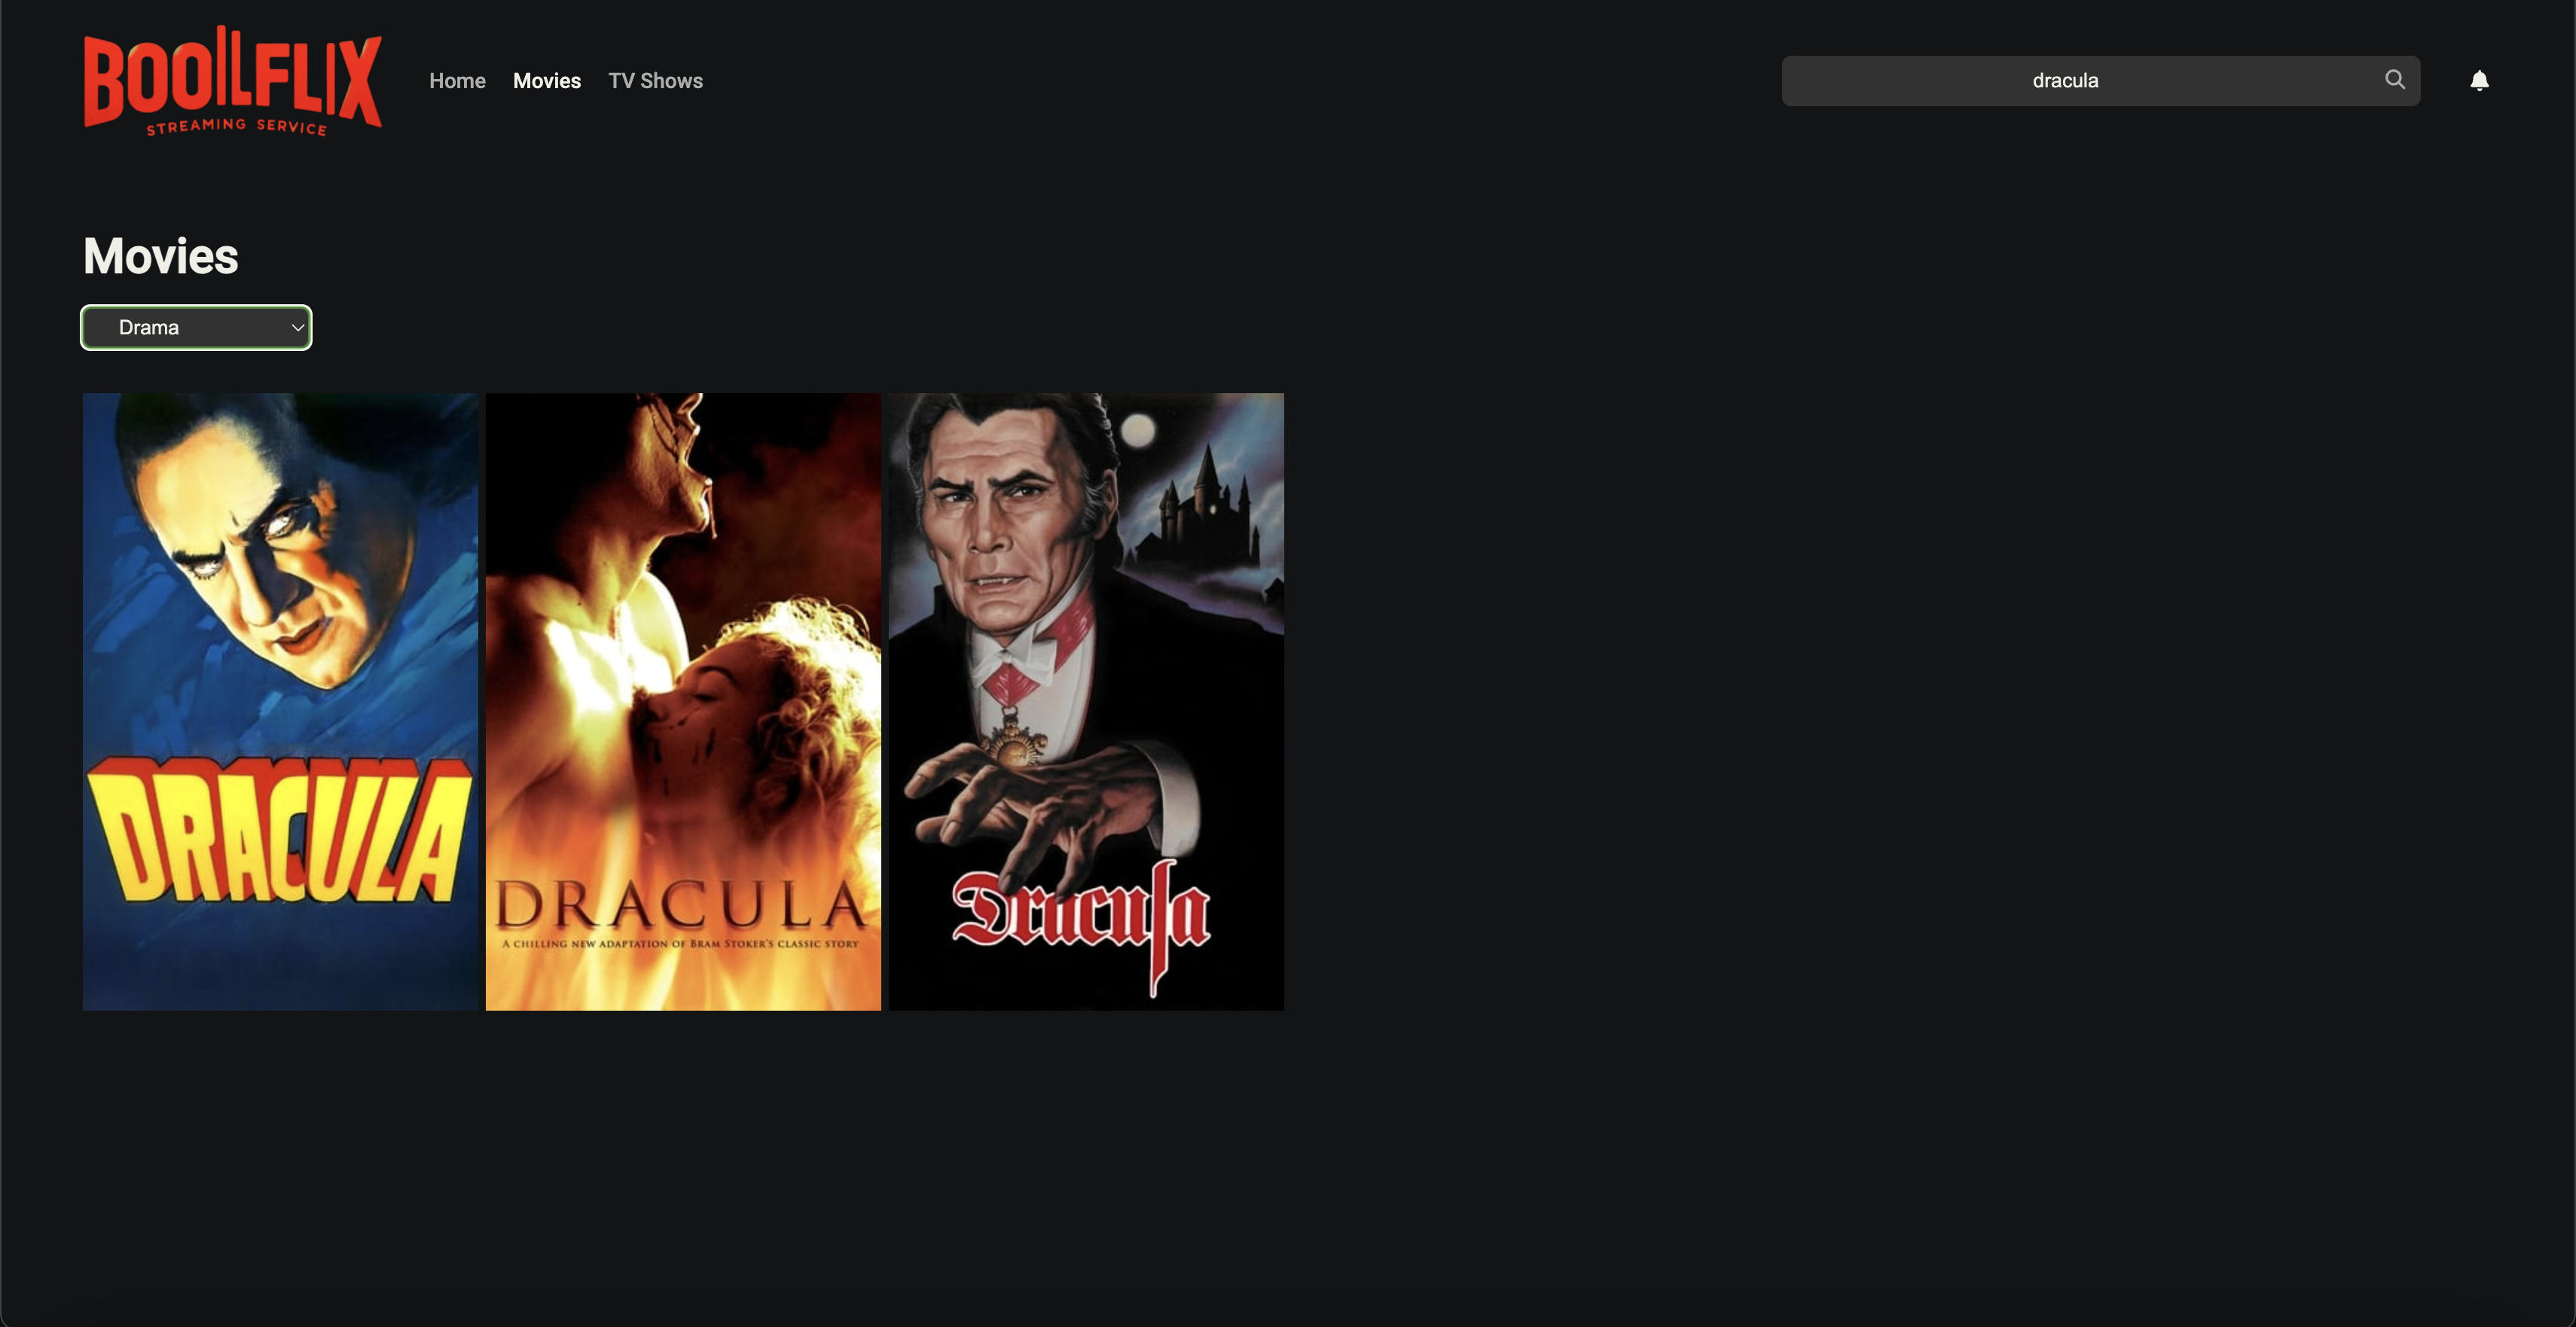 BOOLFLIX
STREAMING SERVICE
Home
Movies
TV Shows
dracula
Movies
Drama
DRACULA
DRACULA
A CHILLING NEW ADAPTATION OF BRAM STOKER'S CLASSIC STORY
Dracula